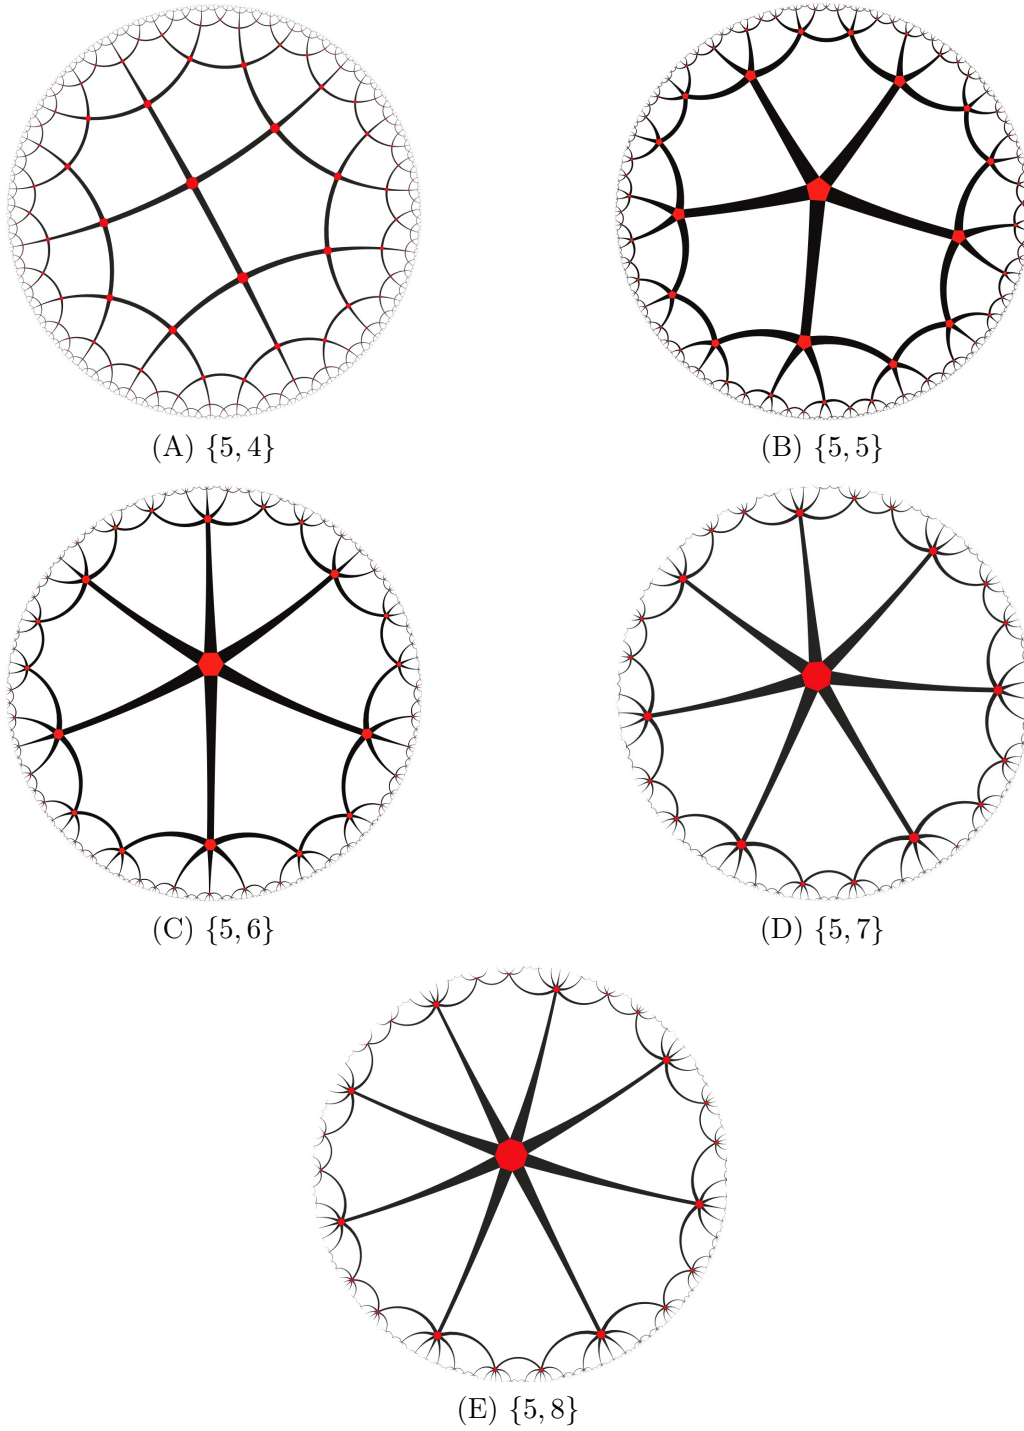 (A) {5, 4}
(B) {5, 5}
(C) {5, 6}
(D) {5, 7}
(E) {5, 8}